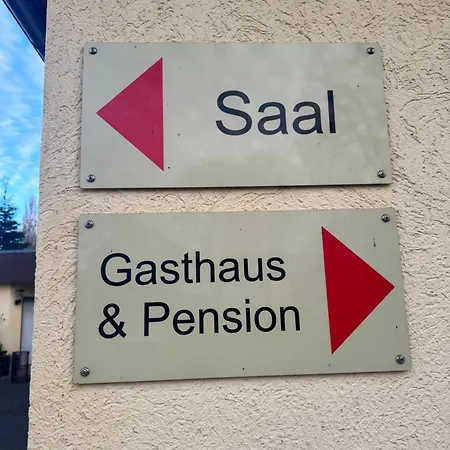 Saal
Gasthaus
& Pension